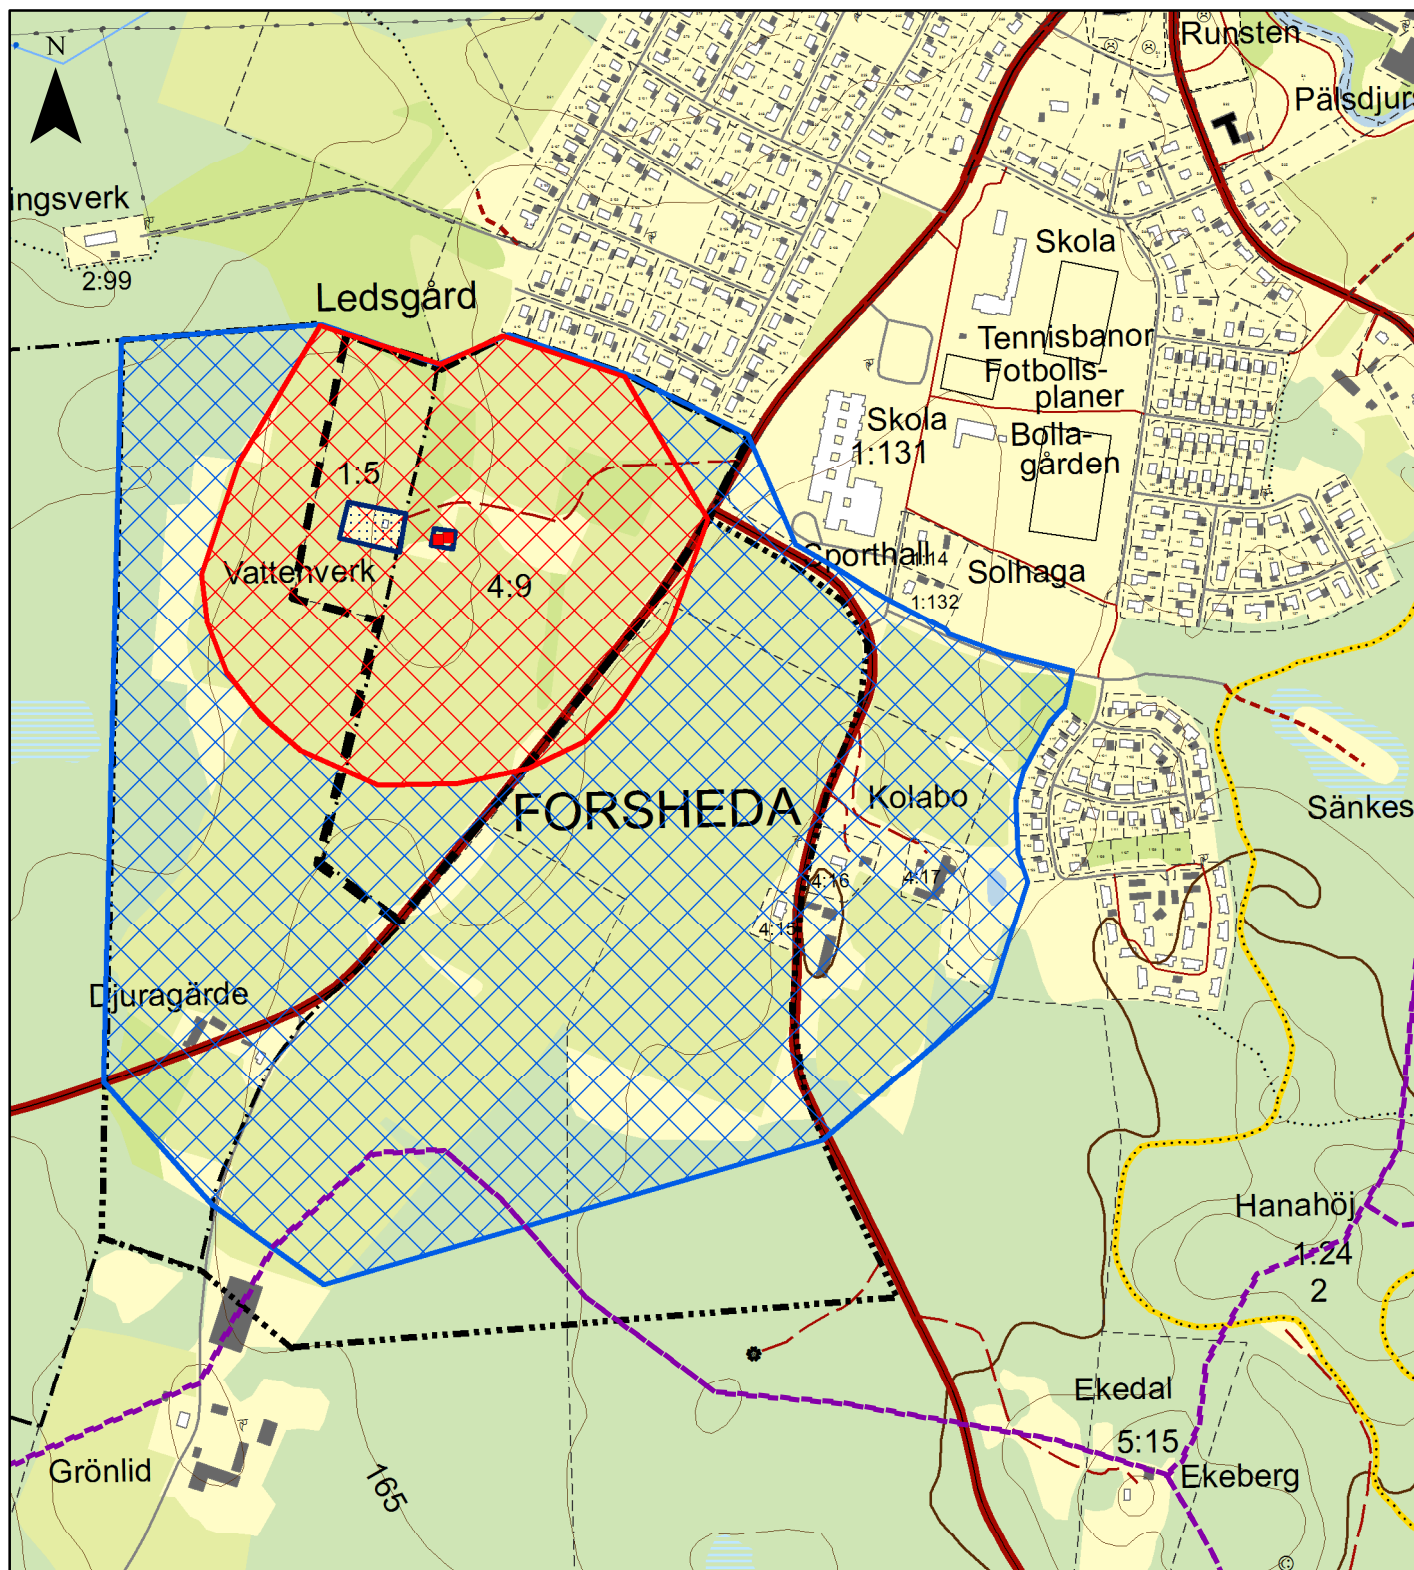 N
Runsten
Pälsdjurs
ingsverk
2:99
Skola
Ledsgård
Tennisbanor
Fotbolls-
planer
Skola
1:131
Bolla-
gården
1:5
Sporthall
114
Solhaga
1:132
Vattenverk
4:9
FORSHEDA
Kolabo
Sänkes
4:16
4:17
4:15
Djuragärde
Hanahöj
1:24
2
Ekedal
5:15
Ekeberg
Grönlid
165